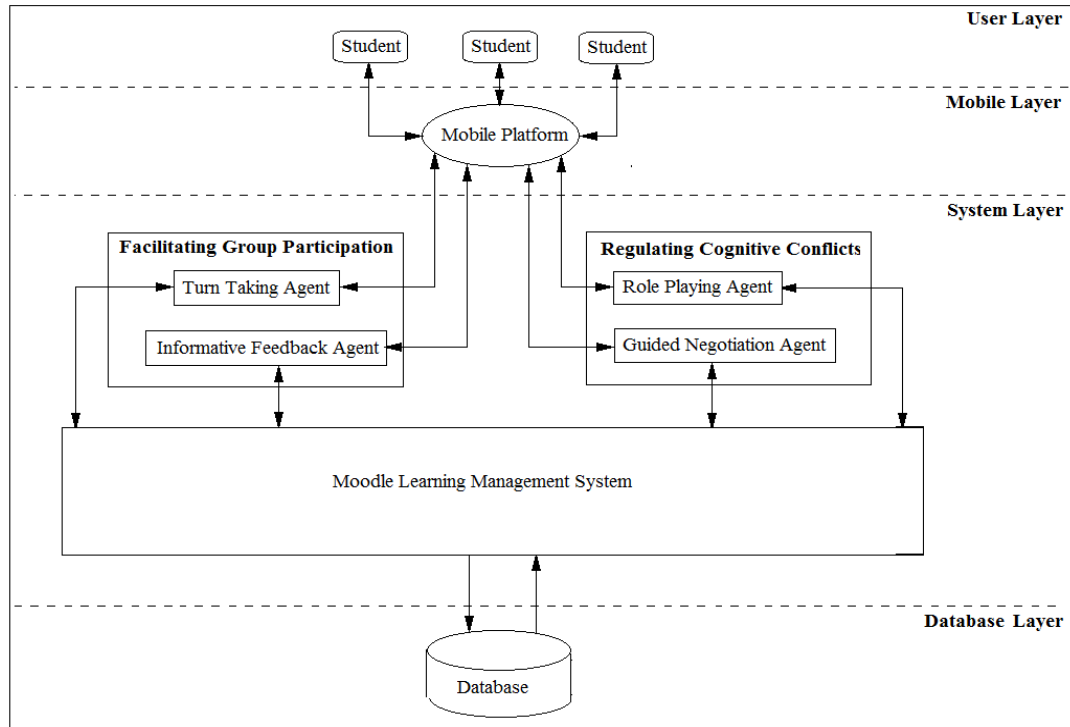 User Layer
Student
Student
Student
Mobile Layer
Mobile Platform
System Layer
Facilitating Group Participation
Regulating Cognitive Conflicts
Turn Taking Agent
Role Playing Agent
Informative Feedback Agent
Guided Negotiation Agent
Moodle Learning Management System
Database Layer
Database